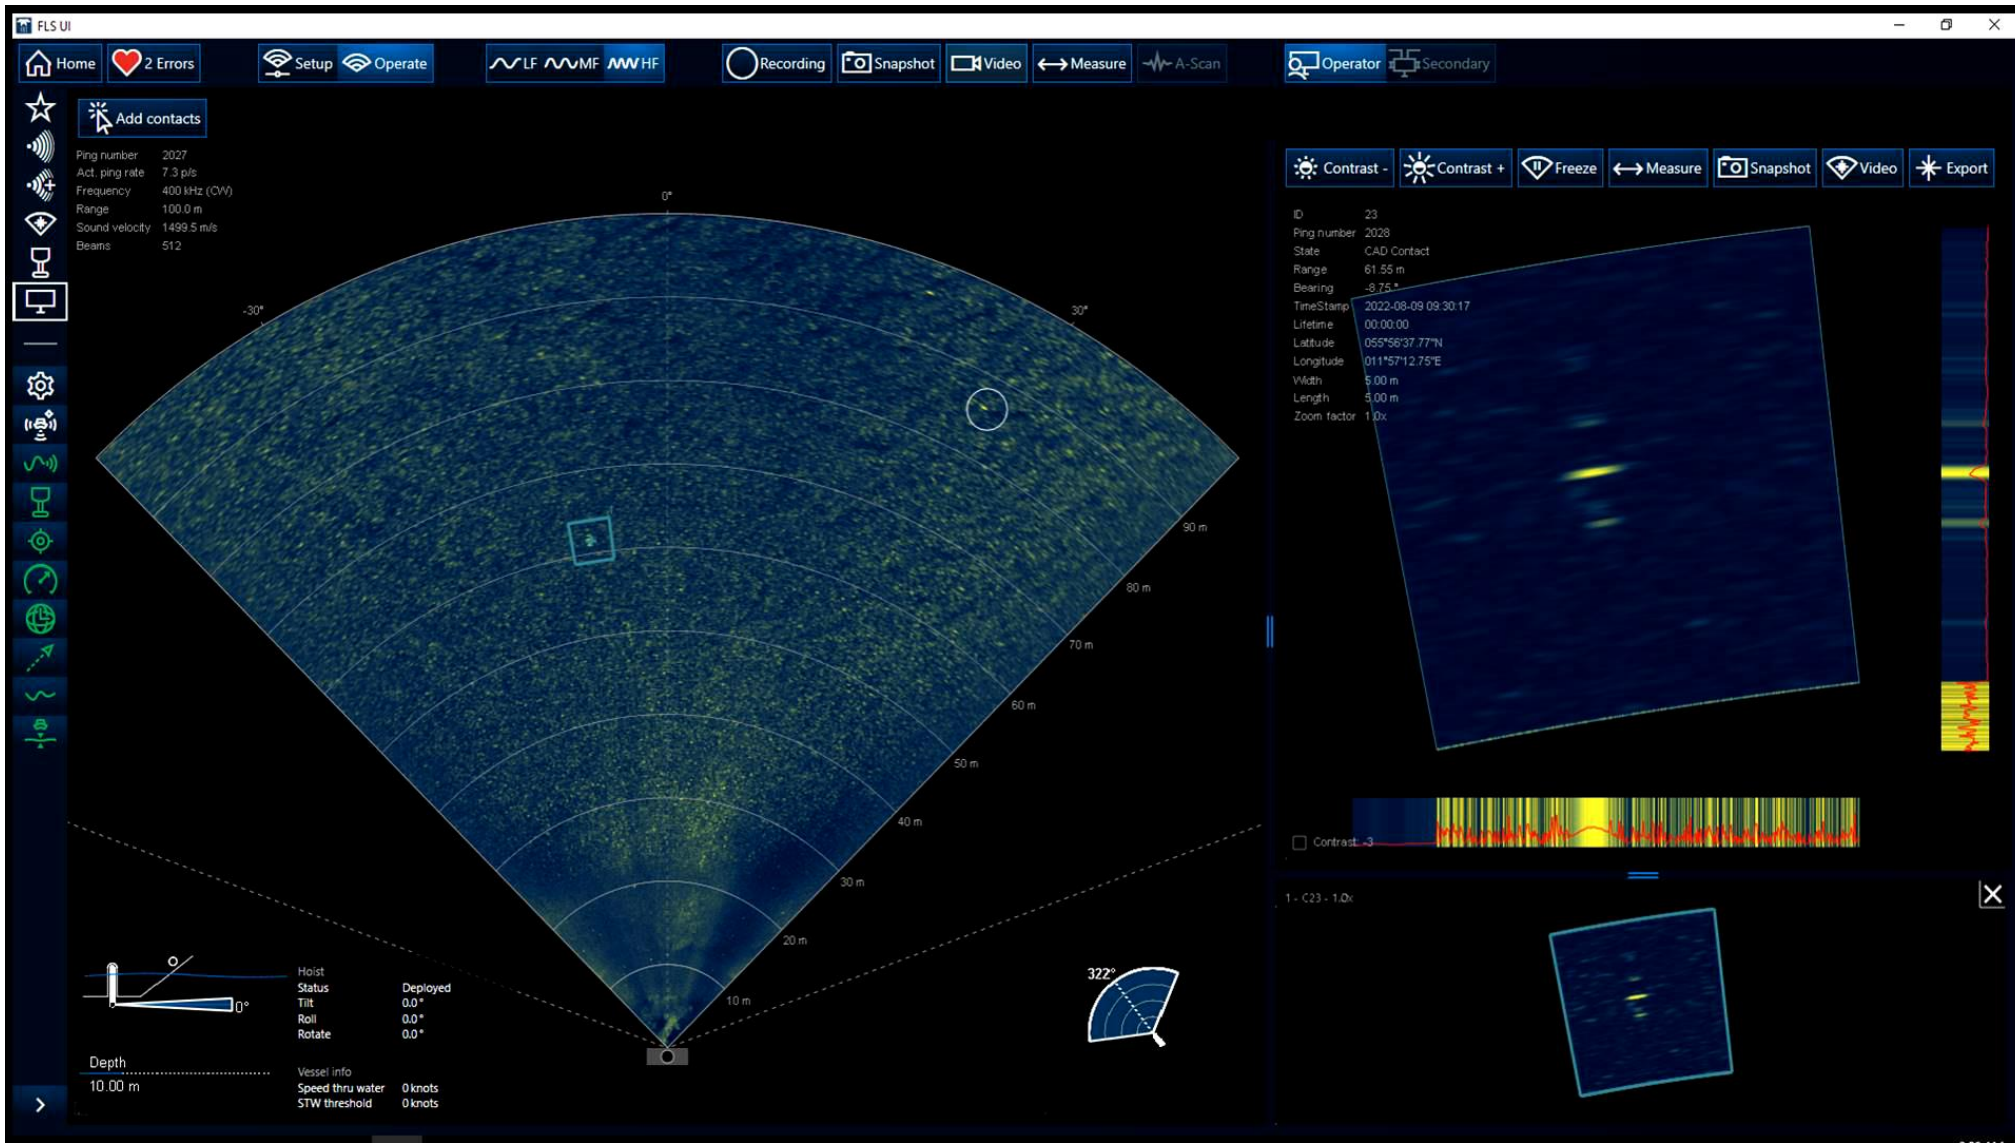 FLS UI
Home 2 Errors Setup Operate LF MF HF Recording Snapshot Video Measure A-Scan Operator Secondary
Add contacts
Ping number 2027
Act. ping rate 7.3 p/s
Frequency 400 kHz (CW)
Range 100.0 m
Sound velocity 1499.5 m/s
Beams 512
0°
-30°
30°
90 m
80 m
70 m
60 m
50 m
40 m
30 m
20 m
10 m
322°
0°
Hoist
Status Deployed
Tilt 0.0 °
Roll 0.0 °
Rotate 0.0 °
Depth
10.00 m
Vessel info
Speed thru water 0 knots
STW threshold 0 knots
Contrast - Contrast + Freeze Measure Snapshot Video Export
ID 23
Ping number 2028
State CAD Contact
Range 61.55 m
Bearing -8.75 °
TimeStamp 2022-08-09 09:30:17
Lifetime 00:00:00
Latitude 055°56'37.77"N
Longitude 011°57'12.75"E
Width 5.00 m
Length 5.00 m
Zoom factor 1.0x
Contrast: -3
1 - C23 - 1.0x